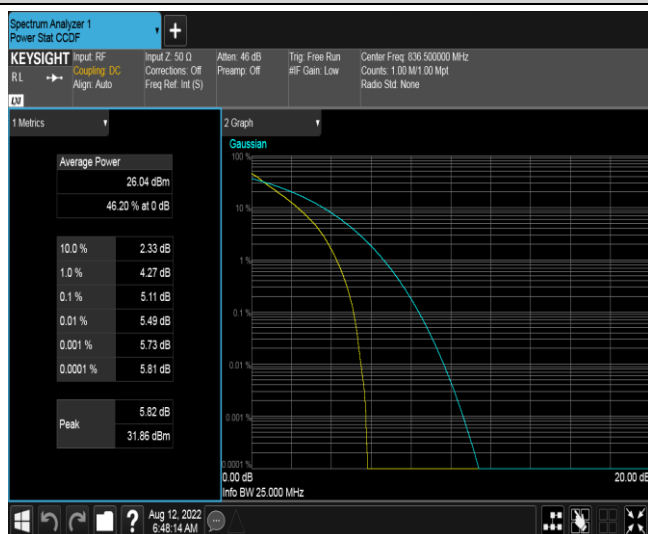 Spectrum Analyzer 1
Power Stat CCDF
KEYSIGHT
RL
LXI
Input: RF
Coupling: DC
Align: Auto
Input Z: 50 Ω
Corrections: Off
Freq Ref: Int (S)
Atten: 46 dB
Preamp: Off
Trig: Free Run
#IF Gain: Low
Center Freq: 836.500000 MHz
Counts: 1.00 M/1.00 Mpt
Radio Std: None
1 Metrics
Average Power
26.04 dBm
46.20 % at 0 dB
10.0 % 2.33 dB
1.0 % 4.27 dB
0.1 % 5.11 dB
0.01 % 5.49 dB
0.001 % 5.73 dB
0.0001 % 5.81 dB
Peak
5.82 dB
31.86 dBm
2 Graph
Gaussian
100 %
10 %
1 %
0.1 %
0.01 %
0.001 %
0.0001 %
0.00 dB
20.00 dB
Info BW 25.000 MHz
?
Aug 12, 2022
6:48:14 AM